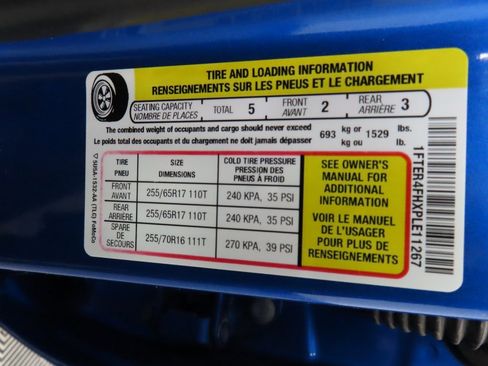 TIRE AND LOADING INFORMATION
RENSEIGNEMENTS SUR LES PNEUS ET LE CHARGEMENT
SEATING CAPACITY TOTAL 5 FRONT 2 REAR 3
NOMBRE DE PLACES AVANT ARRIÈRE
The combined weight of occupants and cargo should never exceed 693 kg or 1529 lbs.
Le poids total des occupants et du chargement ne doit jamais dépasser kg ou lb.
TIRE SIZE COLD TIRE PRESSURE
PNEU DIMENSIONS PRESSION DES PNEUS À FROID
FRONT
AVANT 255/65R17 110T 240 KPA, 35 PSI
REAR
ARRIÈRE 255/65R17 110T 240 KPA, 35 PSI
SPARE
DE SECOURS 255/70R16 111T 270 KPA, 39 PSI
SEE OWNER'S
MANUAL FOR
ADDITIONAL
INFORMATION
VOIR LE MANUEL
DE L'USAGER
POUR PLUS DE
RENSEIGNEMENTS
5U5A-1532-AA (TLG) FoMoCo
1FTER4FHXPLE11267